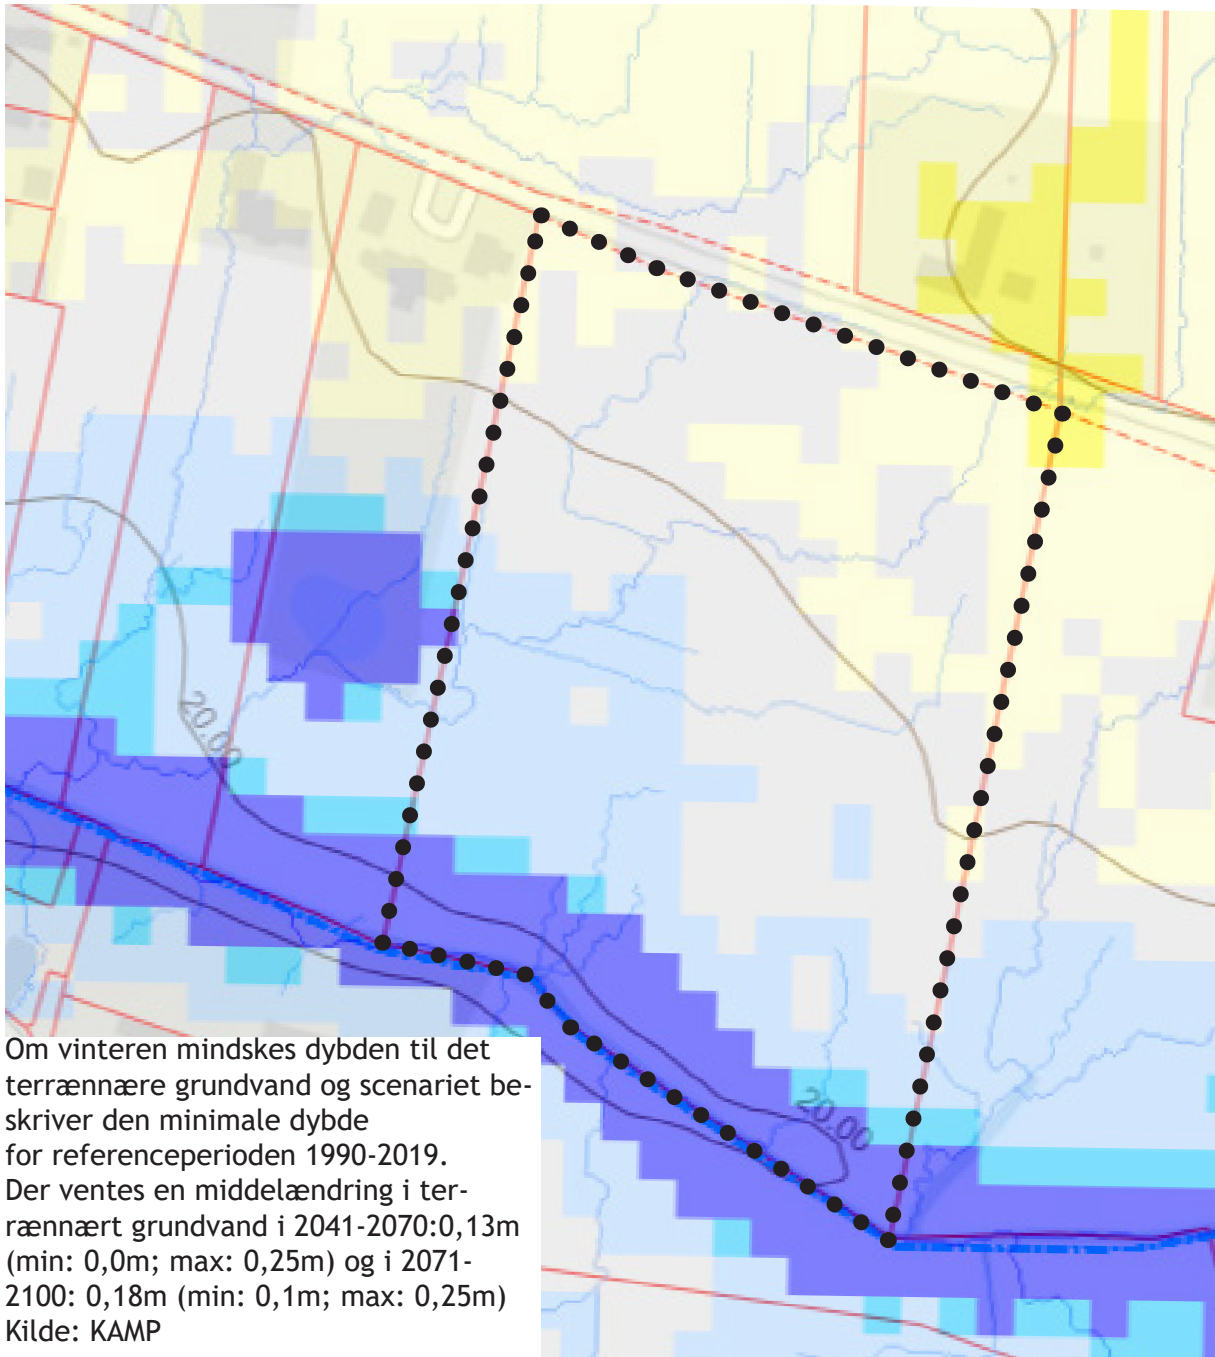 20.00
20.00
Om vinteren mindskes dybden til det
terrænnære grundvand og scenariet be-
skriver den minimale dybde
for referenceperioden 1990-2019.
Der ventes en middelændring i ter-
rænnært grundvand i 2041-2070:0,13m
(min: 0,0m; max: 0,25m) og i 2071-
2100: 0,18m (min: 0,1m; max: 0,25m)
Kilde: KAMP